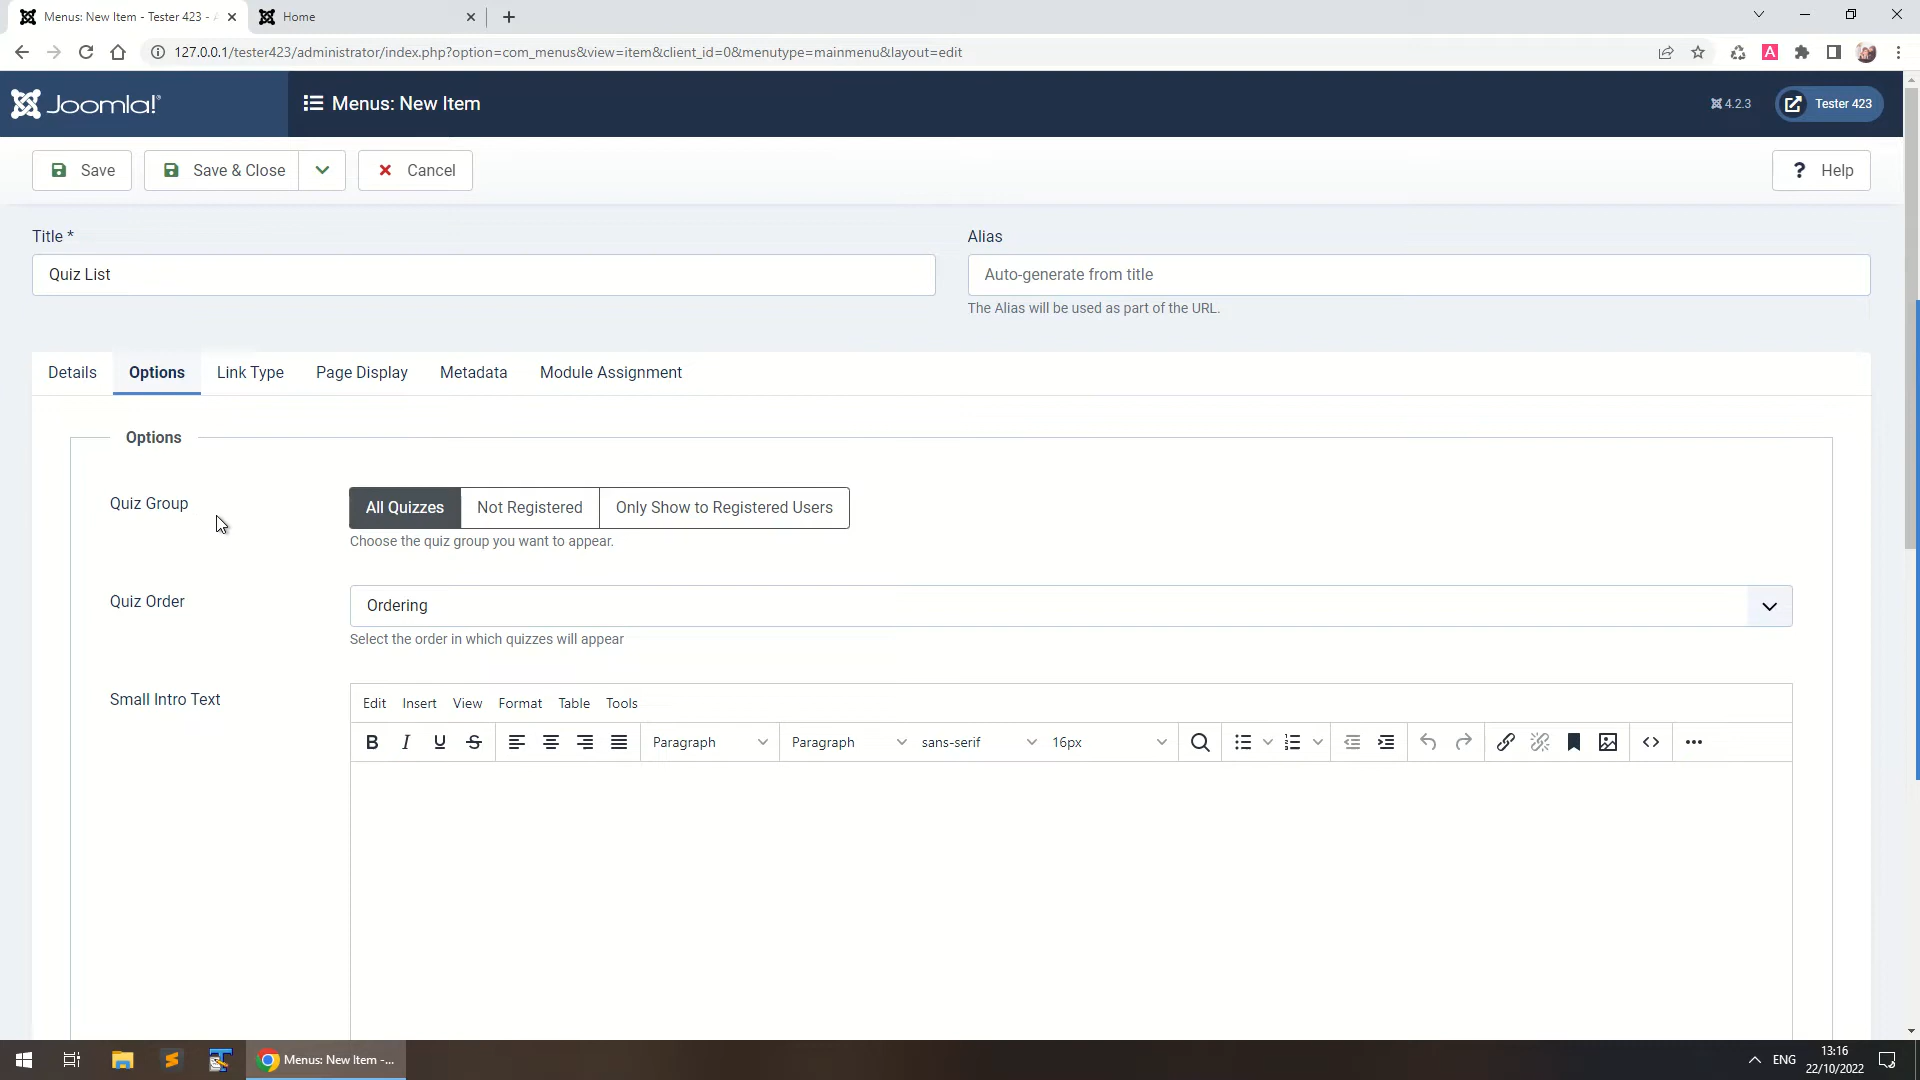 Menus: New Item - Tester 423 -
Home
127.0.0.1/tester423/administrator/index.php?option=com_menus&view=item&client_id=0&menutype=mainmenu&layout=edit
A
Joomla!®
Menus: New Item
4.2.3
Tester 423
Save
Save & Close
Cancel
? Help
Title *
Alias
Quiz List
Auto-generate from title
The Alias will be used as part of the URL.
Details
Options
Link Type
Page Display
Metadata
Module Assignment
Options
Quiz Group
All Quizzes
Not Registered
Only Show to Registered Users
Choose the quiz group you want to appear.
Quiz Order
Ordering
Select the order in which quizzes will appear
Small Intro Text
Edit Insert View Format Table Tools
B I U S Paragraph Paragraph sans-serif 16px
Menus: New Item -...
ENG
13:16
22/10/2022